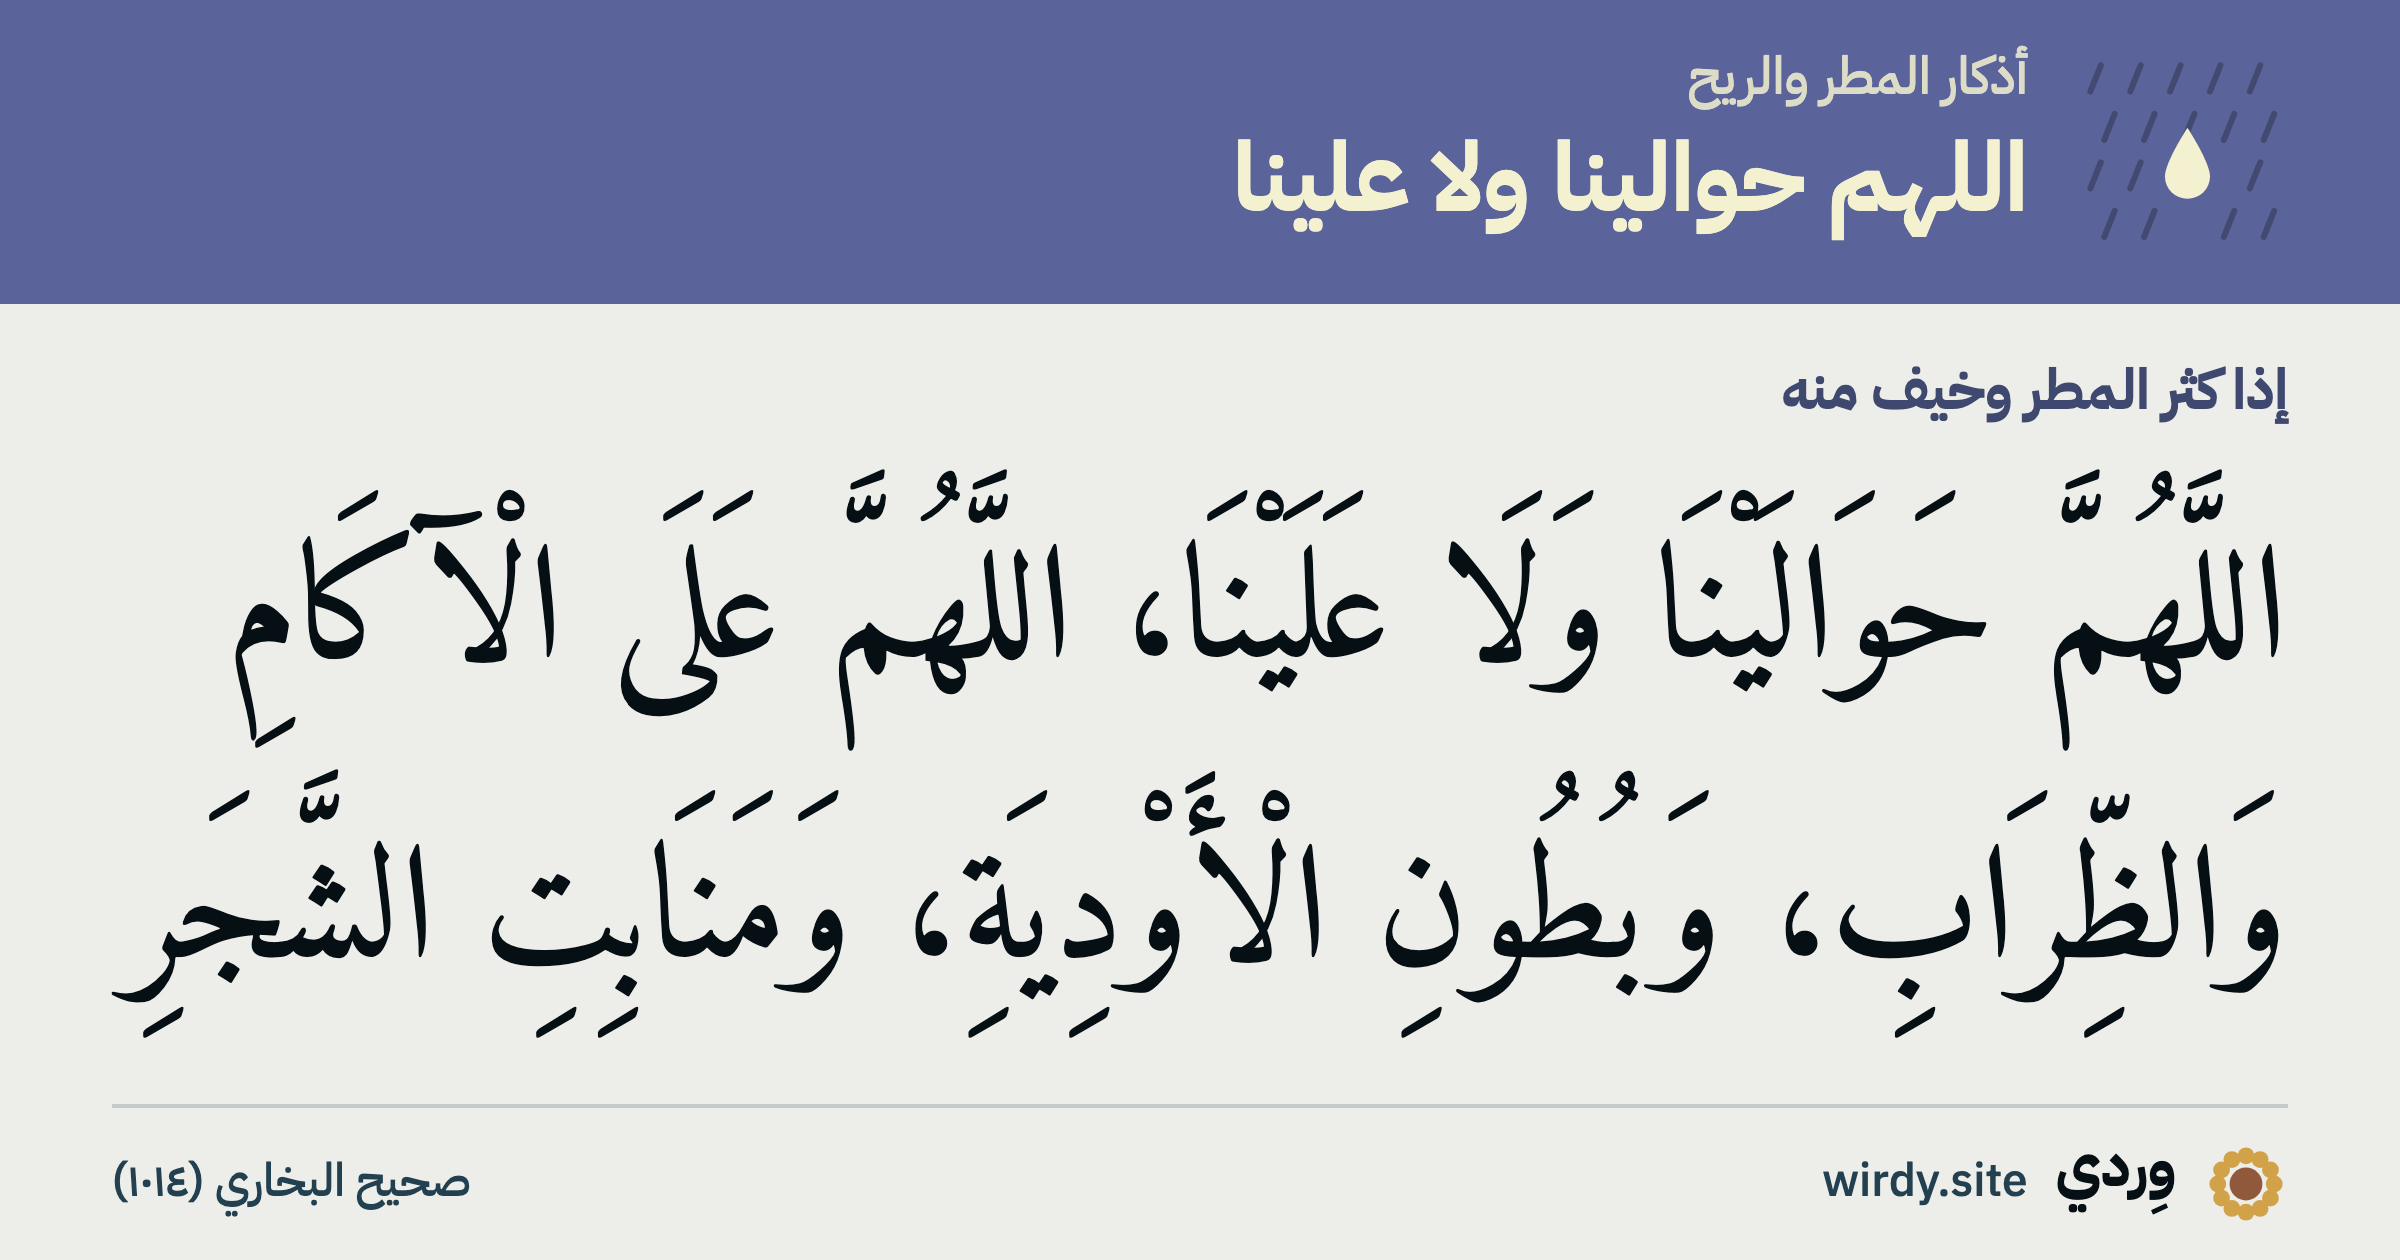 أذكار المطر والريح
اللهم حوالينا ولا علينا
إذا كثر المطر وخيف منه
اللَّهُمَّ حَوَالَيْنَا وَلَا عَلَيْنَا، اللَّهُمَّ عَلَى الْآكَامِ
وَالظِّرَابِ، وَبُطُونِ الْأَوْدِيَةِ، وَمَنَابِتِ الشَّجَرِ
وِردي wirdy.site
صحيح البخاري (١٠١٤)